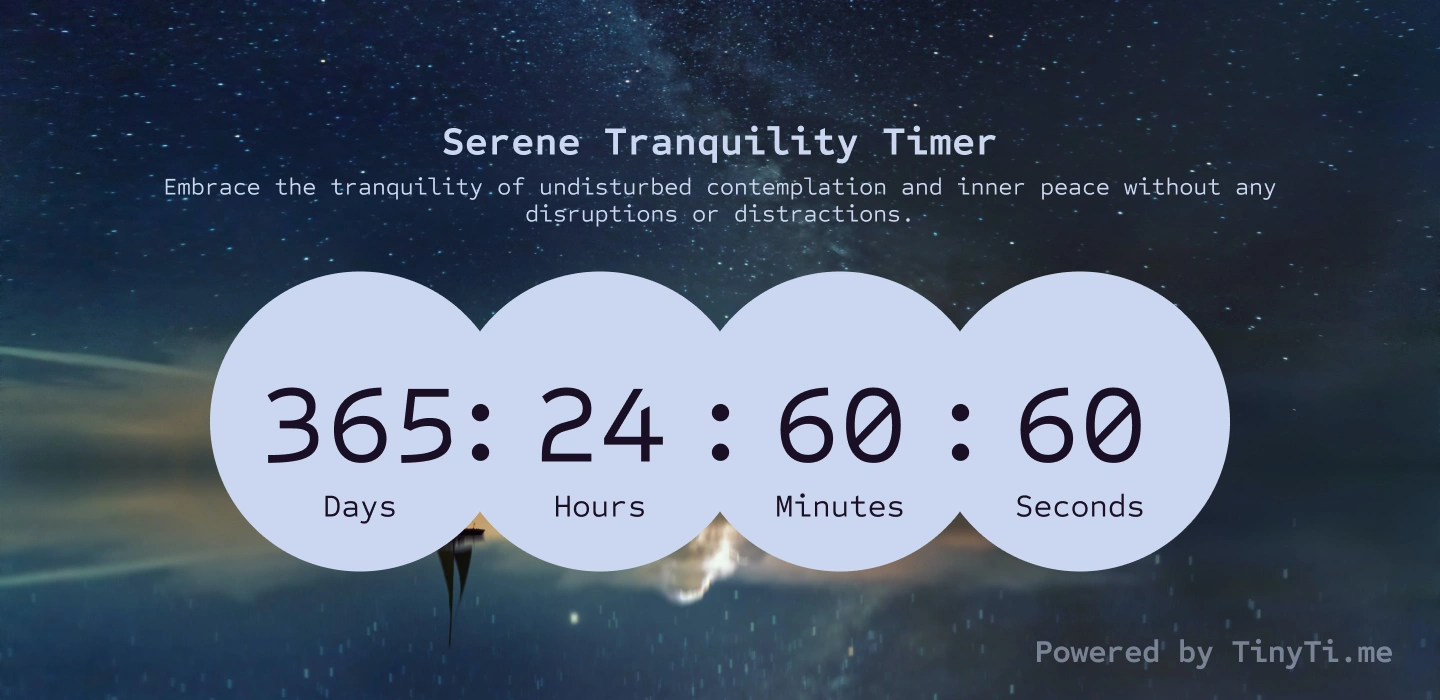 Serene Tranquility Timer
Embrace the tranquility of undisturbed contemplation and inner peace without any
disruptions or distractions.
365: 24 : 60 : 60
Days Hours Minutes Seconds
Powered by TinyTi.me